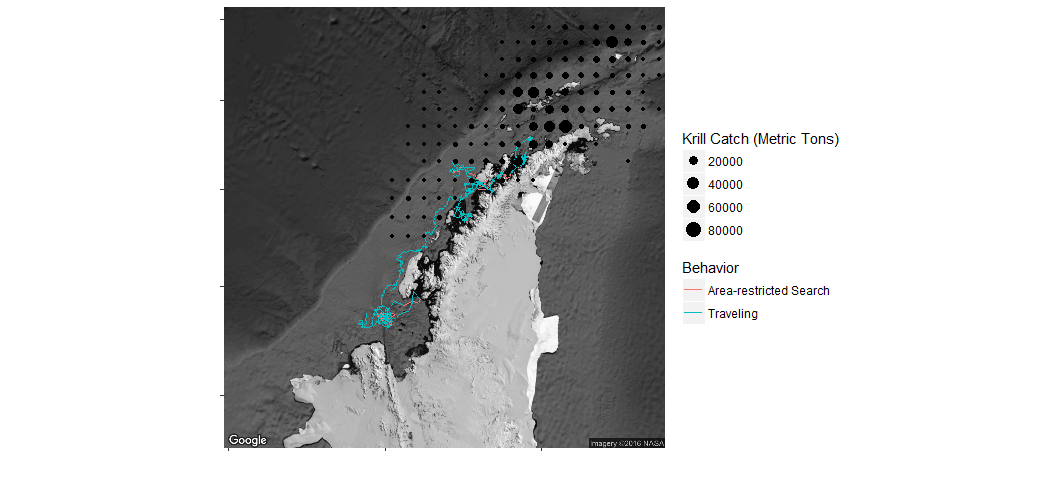 Krill Catch (Metric Tons)
20000
40000
60000
80000
Behavior
Area-restricted Search
Traveling
Google
Imagery ©2016 NASA